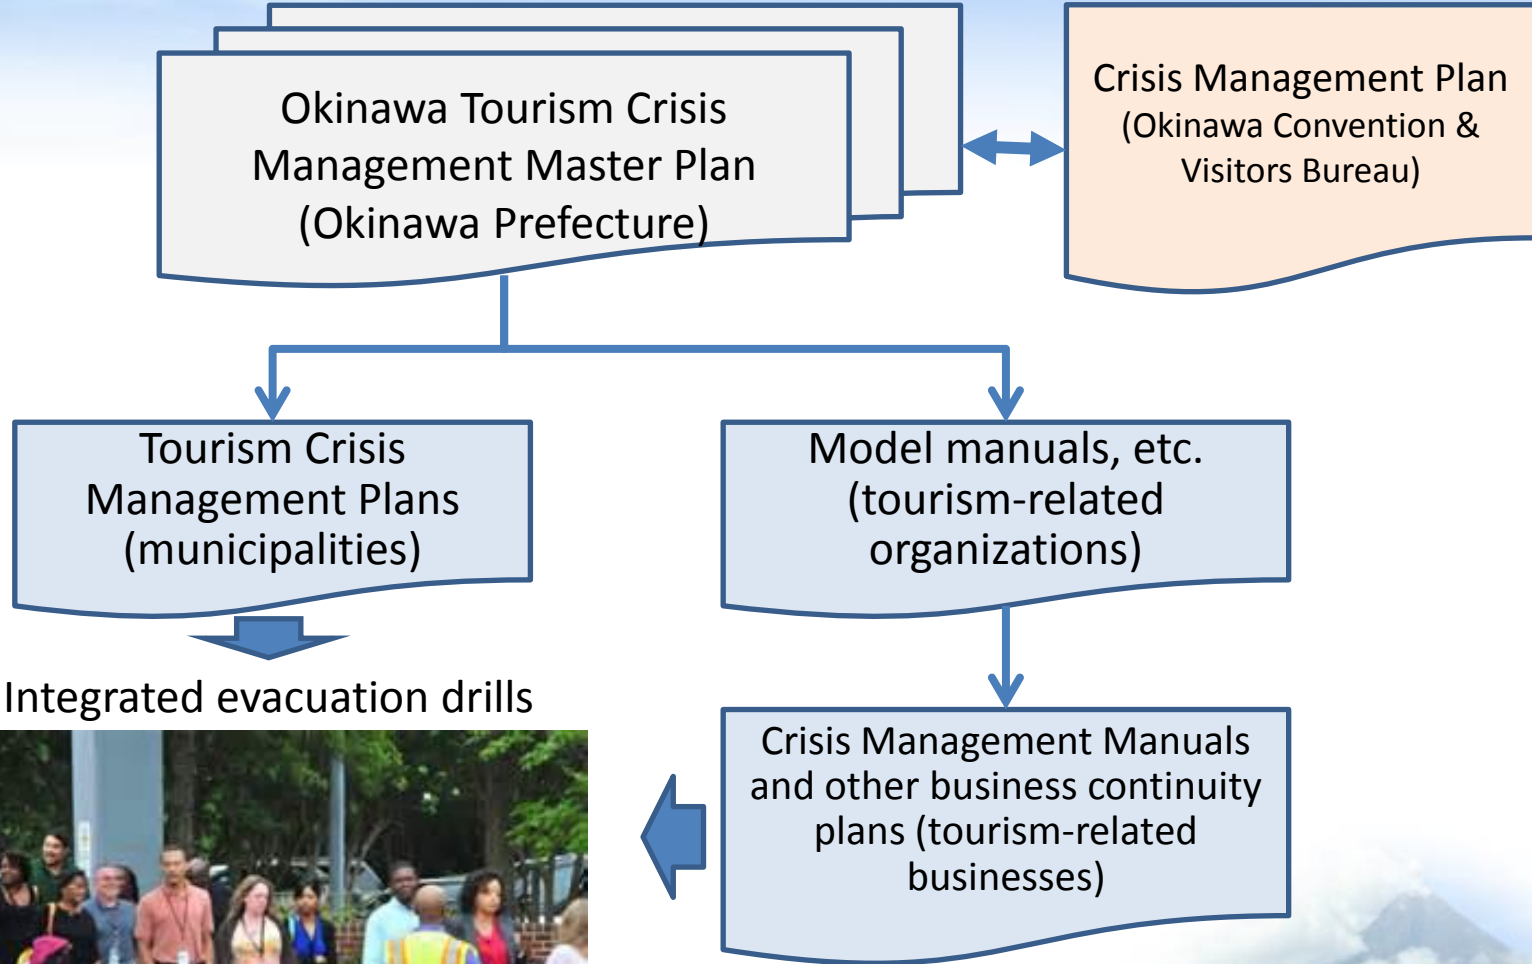 Okinawa Tourism Crisis
Management Master Plan
(Okinawa Prefecture)
Crisis Management Plan
(Okinawa Convention &
Visitors Bureau)
Tourism Crisis
Management Plans
(municipalities)
Model manuals, etc.
(tourism-related
organizations)
Integrated evacuation drills
Crisis Management Manuals
and other business continuity
plans (tourism-related
businesses)